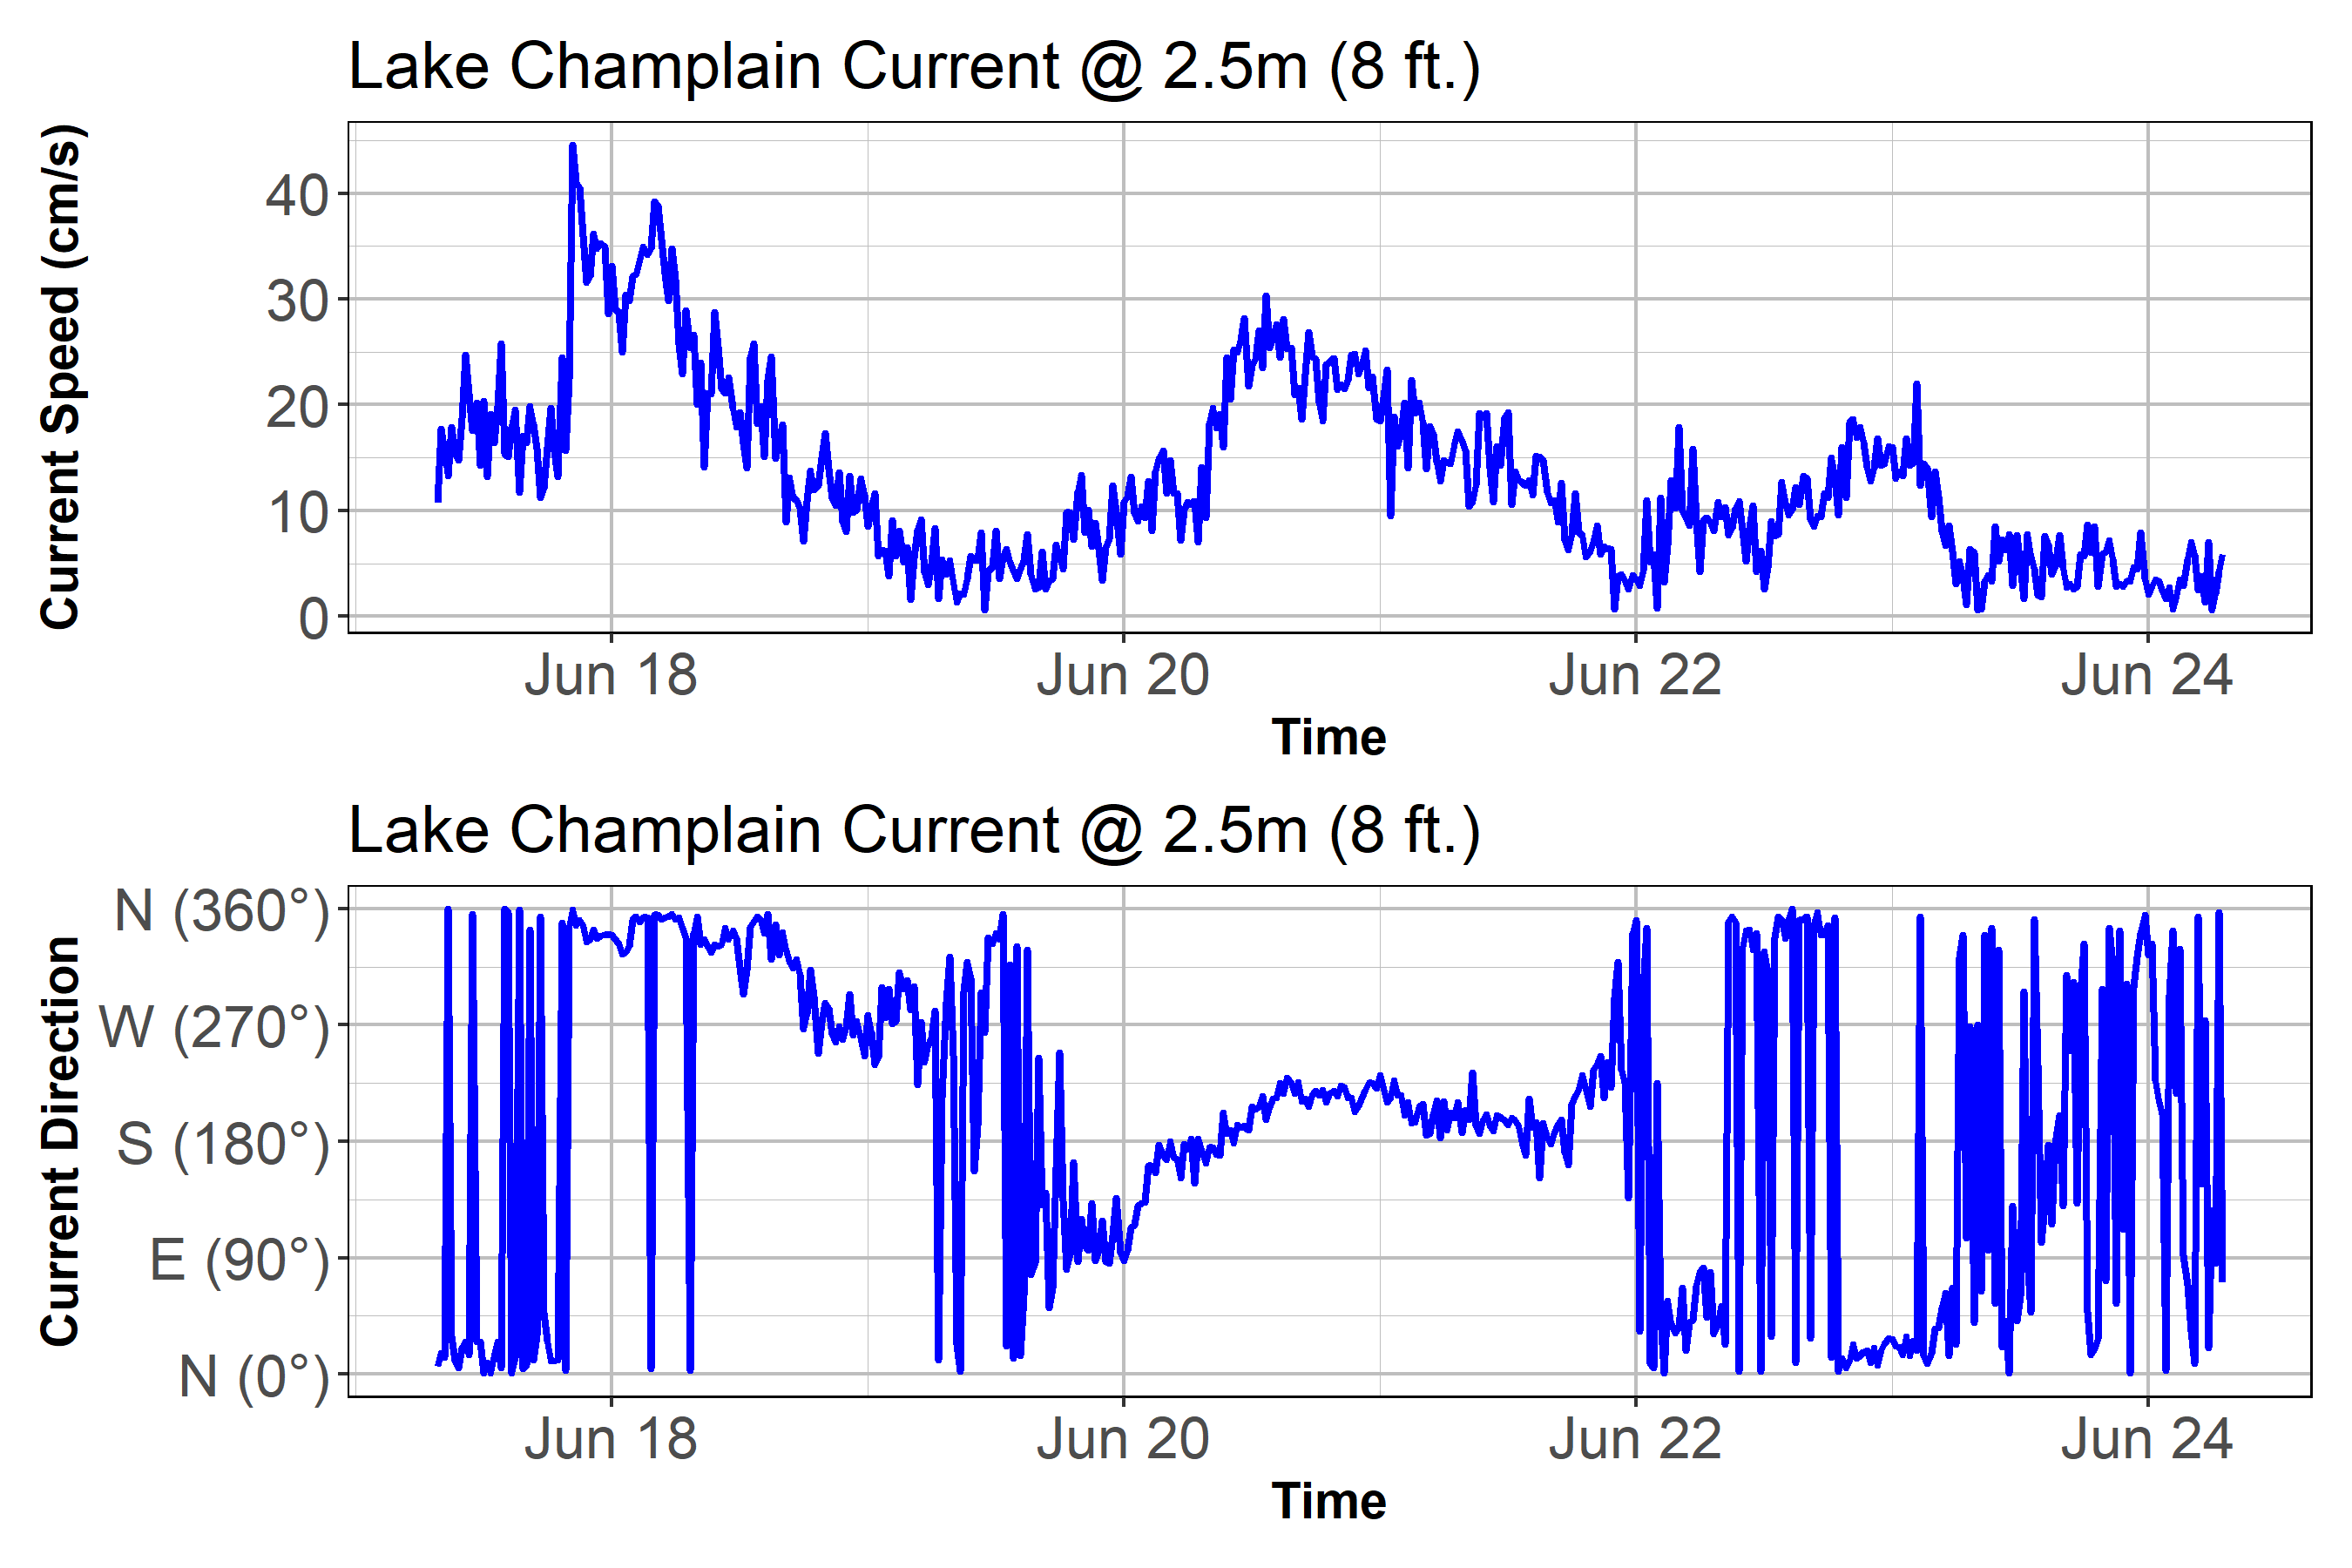 Lake Champlain Current @ 2.5m (8 ft.)
Current Speed (cm/s)
40
30
20
10
0
Jun 18 Jun 20 Jun 22 Jun 24
Time
Lake Champlain Current @ 2.5m (8 ft.)
Current Direction
N (360°)
W (270°)
S (180°)
E (90°)
N (0°)
Jun 18 Jun 20 Jun 22 Jun 24
Time